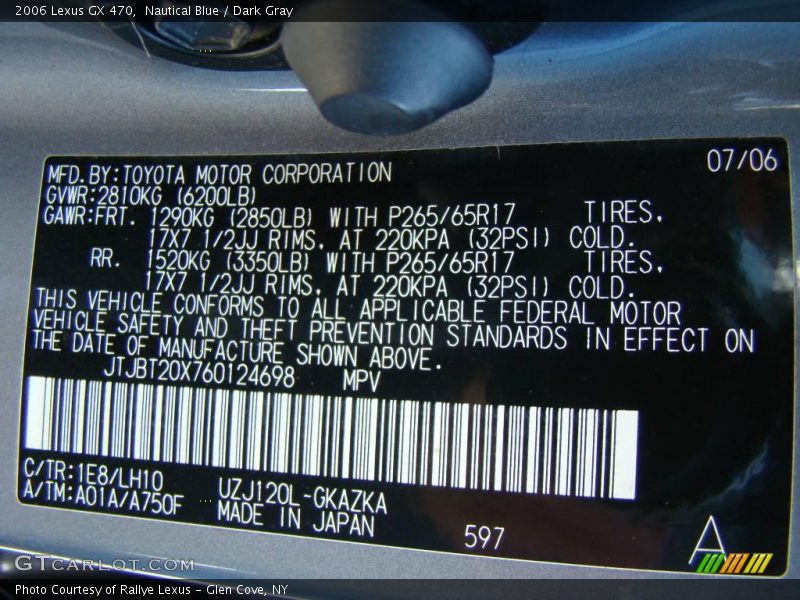 2006 Lexus GX 470,  Nautical Blue / Dark Gray
07/06
MFD.BY:TOYOTA MOTOR CORPORATION
GVWR:2810KG (6200LB)
GAWR:FRT. 1290KG (2850LB) WITH P265/65R17 TIRES,
17X7 1/2JJ RIMS, AT 220KPA (32PSI) COLD.
RR. 1520KG (3350LB) WITH P265/65R17 TIRES,
17X7 1/2JJ RIMS, AT 220KPA (32PSI) COLD.
THIS VEHICLE CONFORMS TO ALL APPLICABLE FEDERAL MOTOR
VEHICLE SAFETY AND THEFT PREVENTION STANDARDS IN EFFECT ON
THE DATE OF MANUFACTURE SHOWN ABOVE.
JTJBT20X760124698 MPV
C/TR:1E8/LH10 UZJ120L-GKAZKA
A/TM:A01A/A750F MADE IN JAPAN
597
A
GTCARLOT.COM
Photo Courtesy of Rallye Lexus - Glen Cove, NY